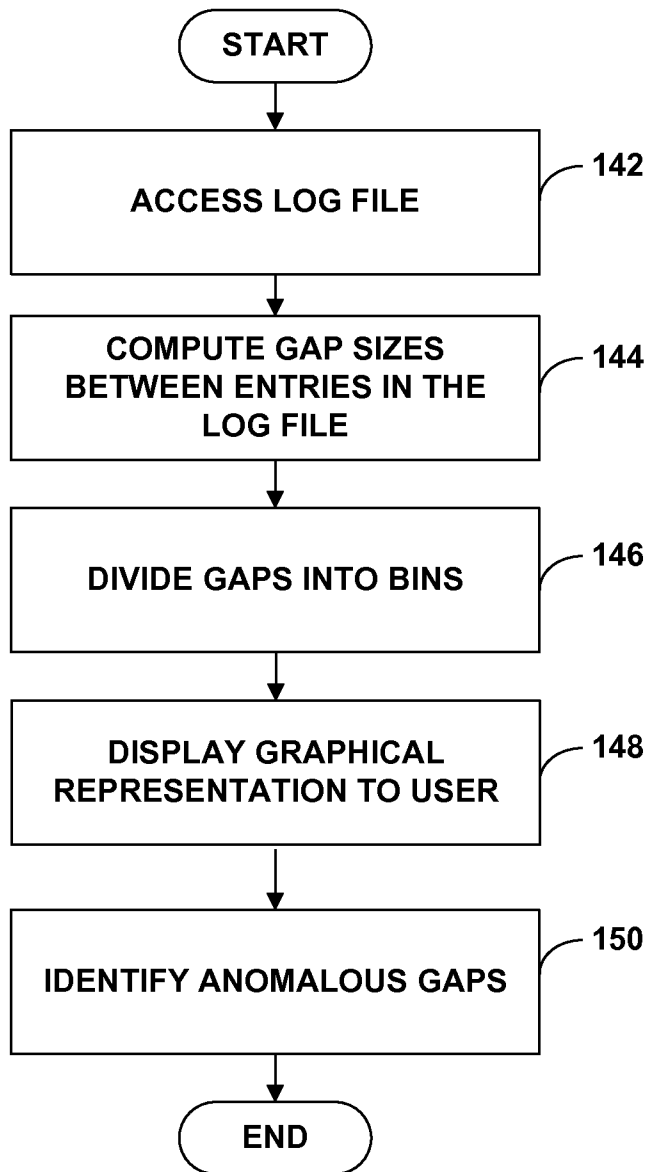 START
ACCESS LOG FILE
142
COMPUTE GAP SIZES
BETWEEN ENTRIES IN THE
LOG FILE
144
DIVIDE GAPS INTO BINS
146
DISPLAY GRAPHICAL
REPRESENTATION TO USER
148
IDENTIFY ANOMALOUS GAPS
150
END